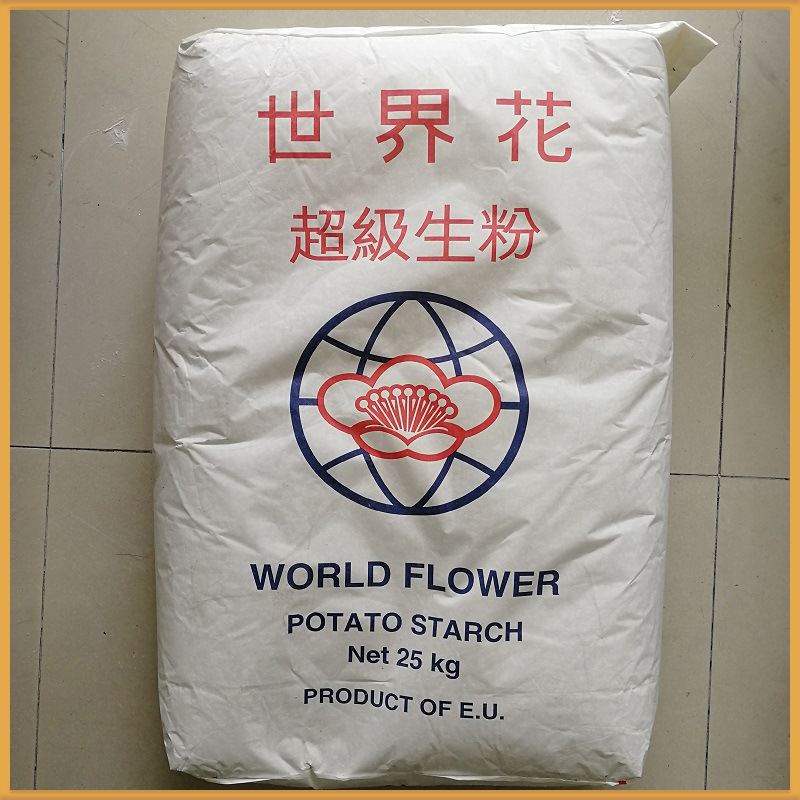 世界花
超級生粉
WORLD FLOWER
POTATO STARCH
Net 25 kg
PRODUCT OF E.U.